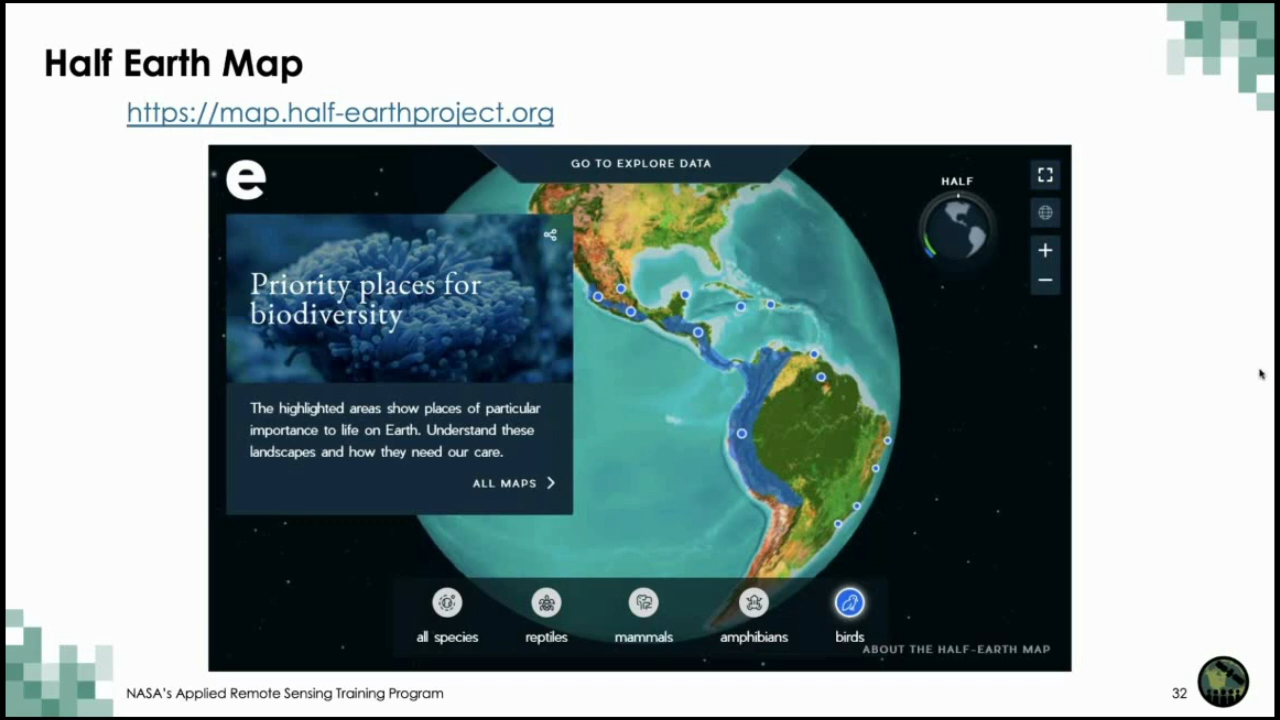 Half Earth Map
https://map.half-earthproject.org
GO TO EXPLORE DATA
e
HALF
Priority places for
biodiversity
The highlighted areas show places of particular
importance to life on Earth. Understand these
landscapes and how they need our care.
ALL MAPS
all species
reptiles
mammals
amphibians
birds
ABOUT THE HALF-EARTH MAP
NASA's Applied Remote Sensing Training Program
32